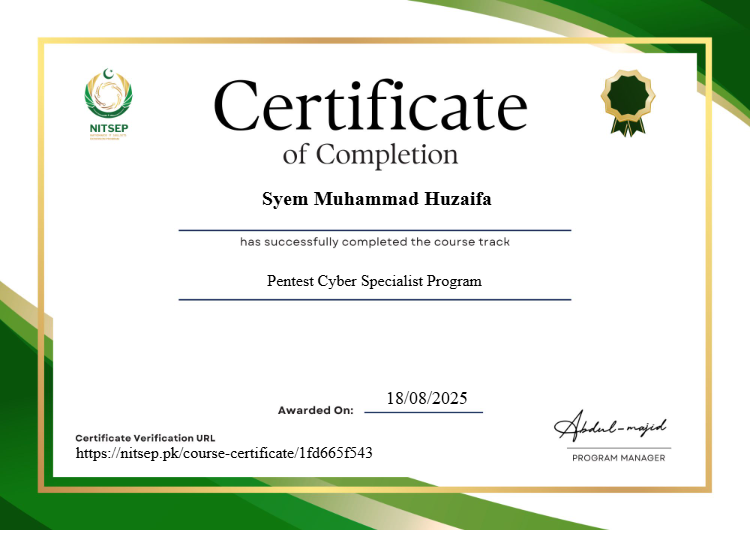 NITSEP
Certificate
of Completion
Syem Muhammad Huzaifa
has successfully completed the course track
Pentest Cyber Specialist Program
Awarded On: 18/08/2025
Abdul-majid
Certificate Verification URL
https://nitsep.pk/course-certificate/1fd665f543
PROGRAM MANAGER